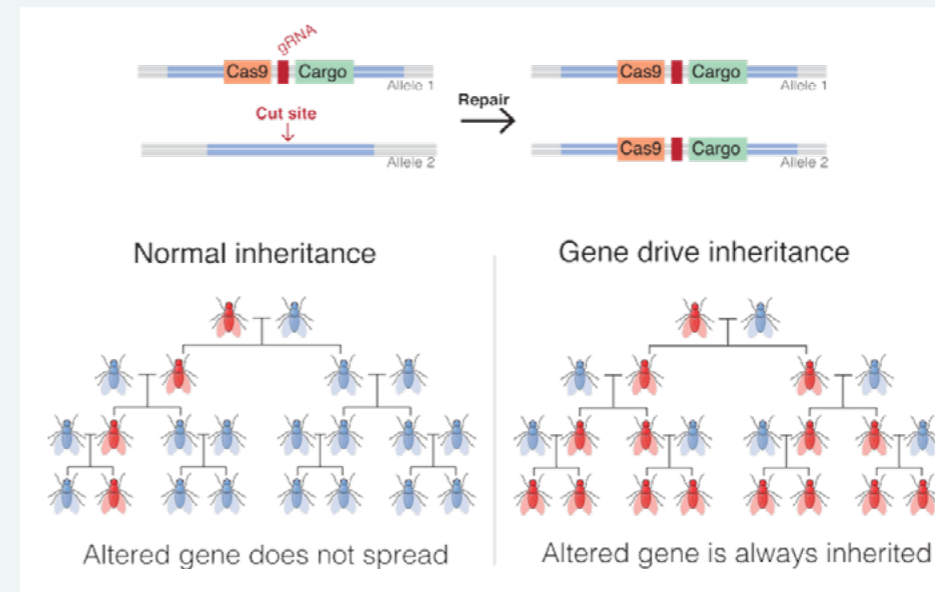 gRNA
Cas9 Cargo
Allele 1
Cut site
Allele 2
Repair
Cas9 Cargo
Allele 1
Cas9 Cargo
Allele 2
Normal inheritance
Gene drive inheritance
Altered gene does not spread
Altered gene is always inherited